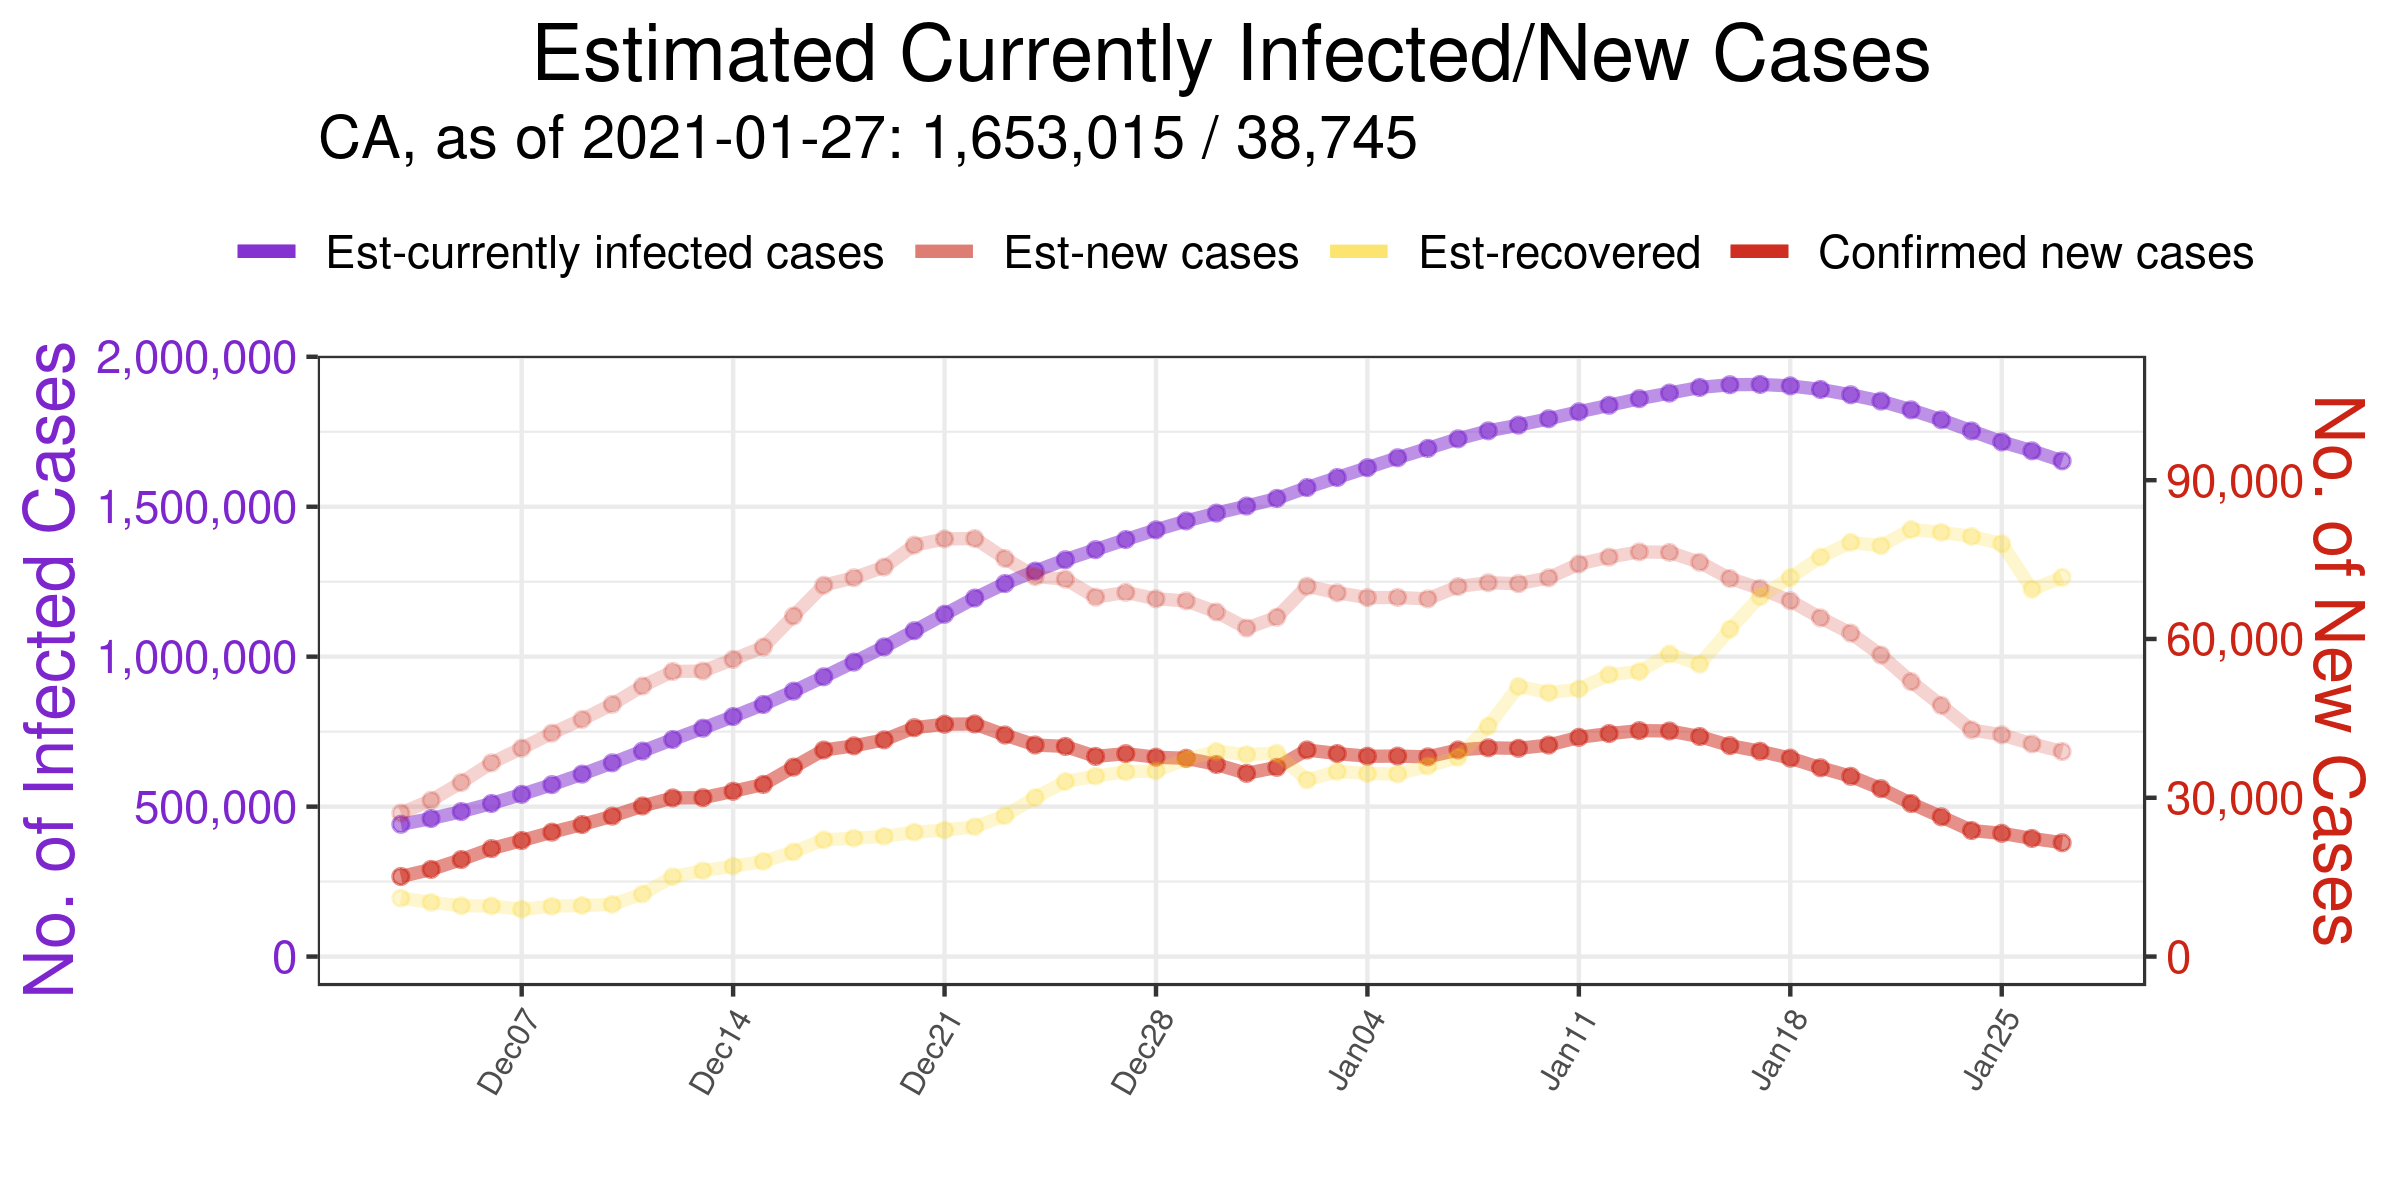 Estimated Currently Infected/New Cases
CA, as of 2021-01-27: 1,653,015 / 38,745
Est-currently infected cases Est-new cases Est-recovered Confirmed new cases
No. of Infected Cases
2,000,000
1,500,000
1,000,000
500,000
0
90,000
60,000
30,000
0
No. of New Cases
Dec07 Dec14 Dec21 Dec28 Jan04 Jan11 Jan18 Jan25